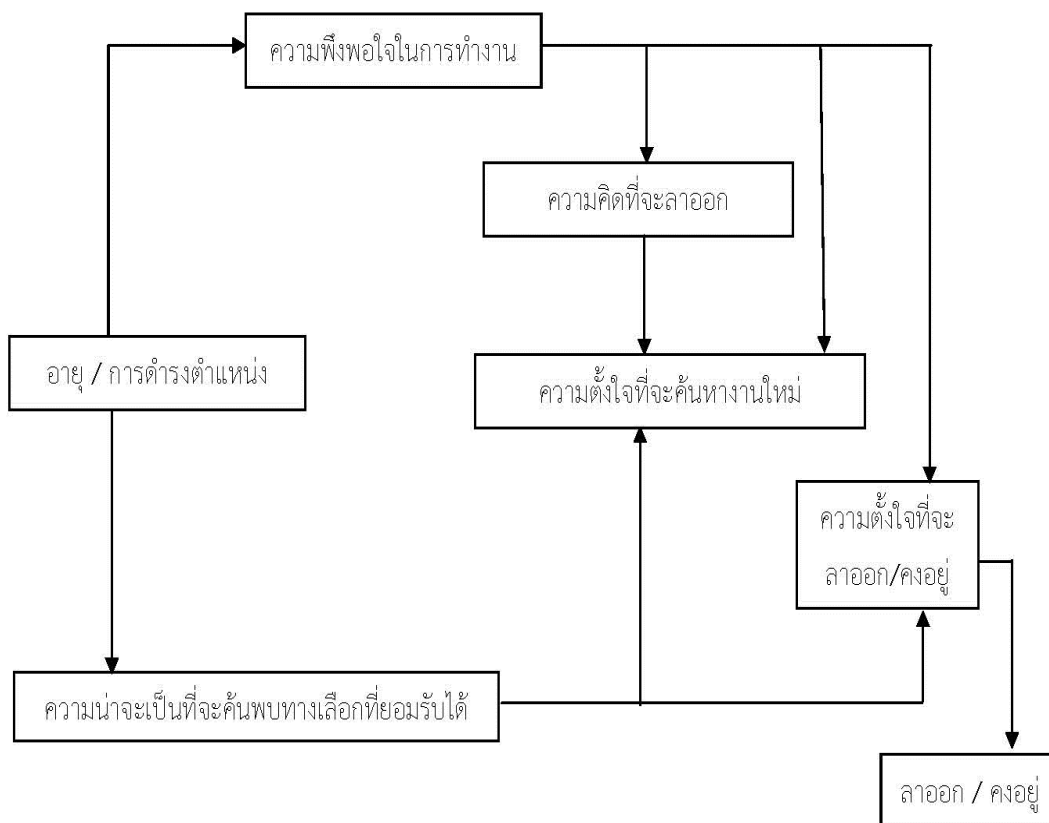 ความพึงพอใจในการทำงาน
ความคิดที่จะลาออก
อายุ / การดำรงตำแหน่ง
ความตั้งใจที่จะค้นหางานใหม่
ความตั้งใจที่จะ
ลาออก/คงอยู่
ความน่าจะเป็นที่จะค้นพบทางเลือกที่ยอมรับได้
ลาออก / คงอยู่